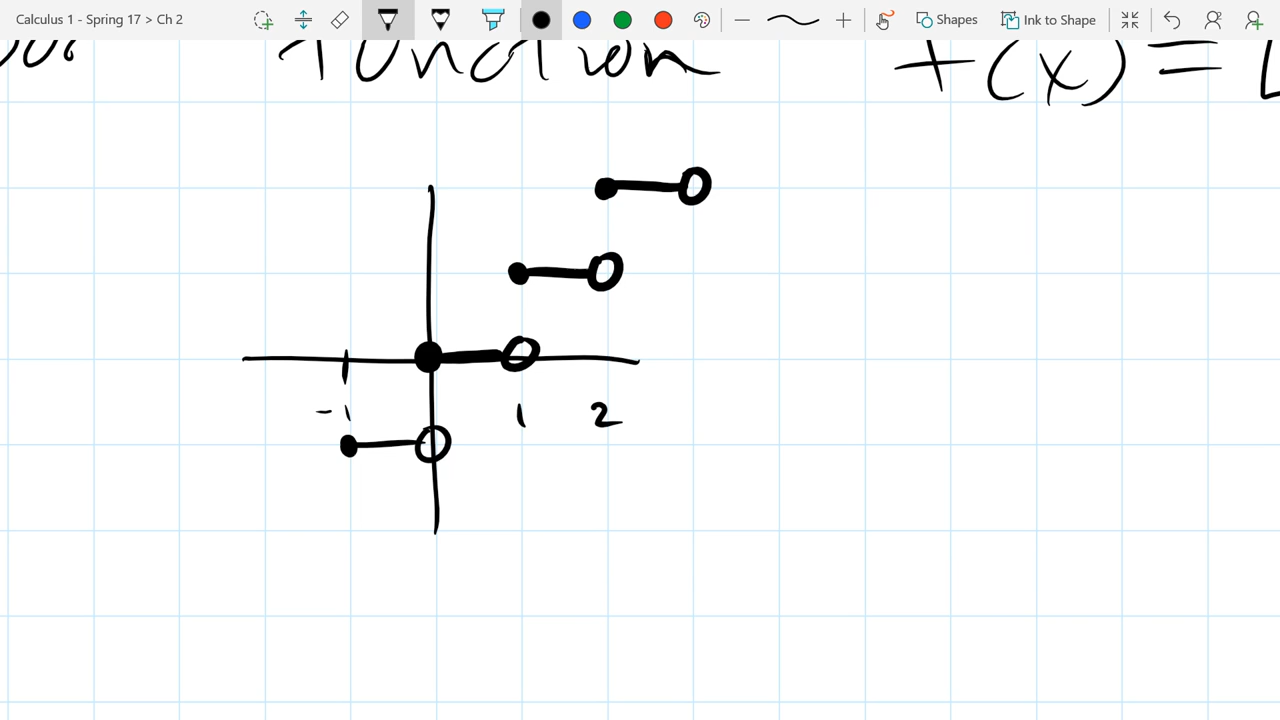 Calculus 1 - Spring 17 > Ch 2
Shapes
Ink to Shape
function f(x) =
-1 1 2